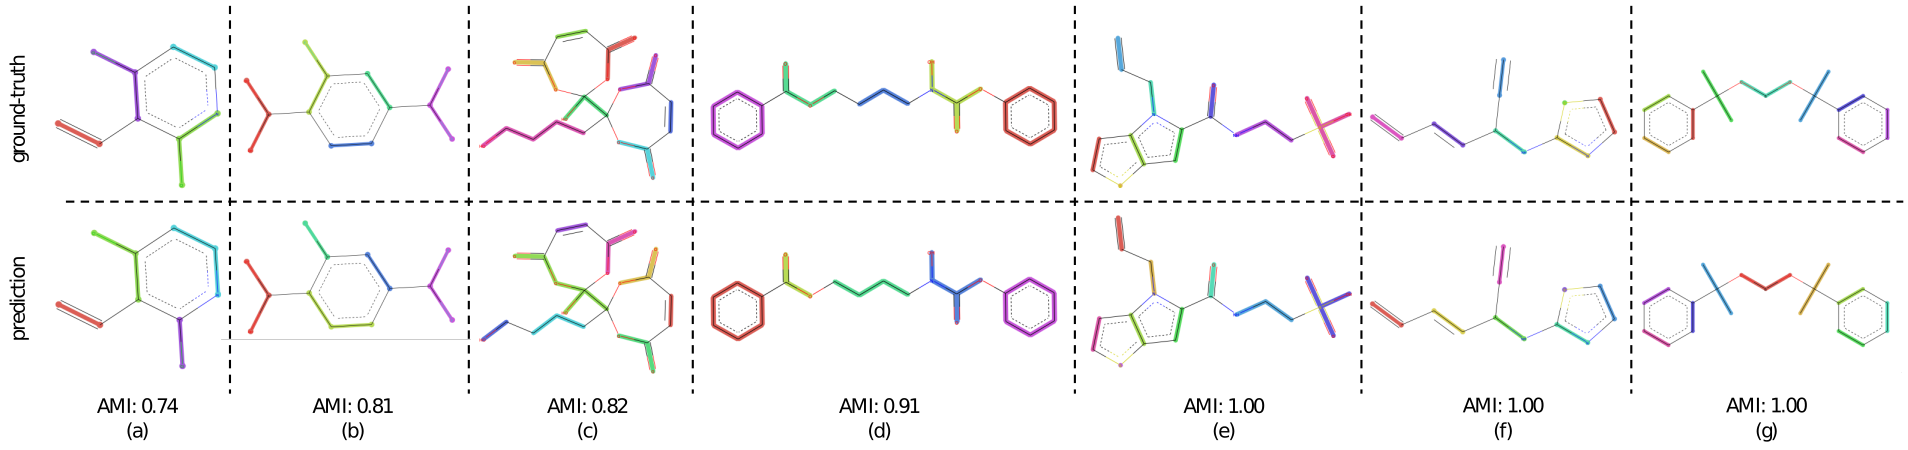 ground-truth
prediction
AMI: 0.74 AMI: 0.81 AMI: 0.82 AMI: 0.91 AMI: 1.00 AMI: 1.00 AMI: 1.00
(a) (b) (c) (d) (e) (f) (g)